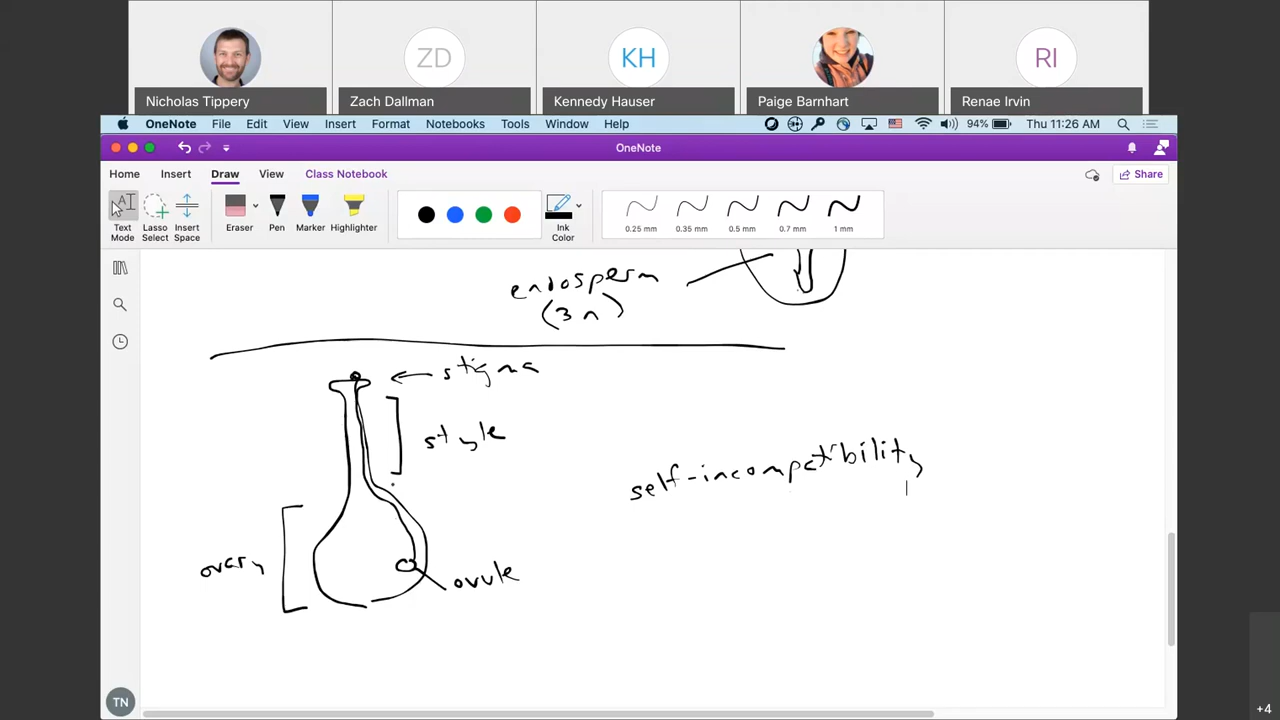 ZD
KH
RI
Nicholas Tippery
Zach Dallman
Kennedy Hauser
Paige Barnhart
Renae Irvin
OneNote File Edit View Insert Format Notebooks Tools Window Help 94% Thu 11:26 AM
OneNote
Home Insert Draw View Class Notebook Share
Text Mode
Lasso Select
Insert Space
Eraser
Pen
Marker
Highlighter
Ink Color
0.25 mm
0.35 mm
0.5 mm
0.7 mm
1 mm
endosperm
(3n)
stigma
style
self-incompatibility
ovary
ovule
TN
+4